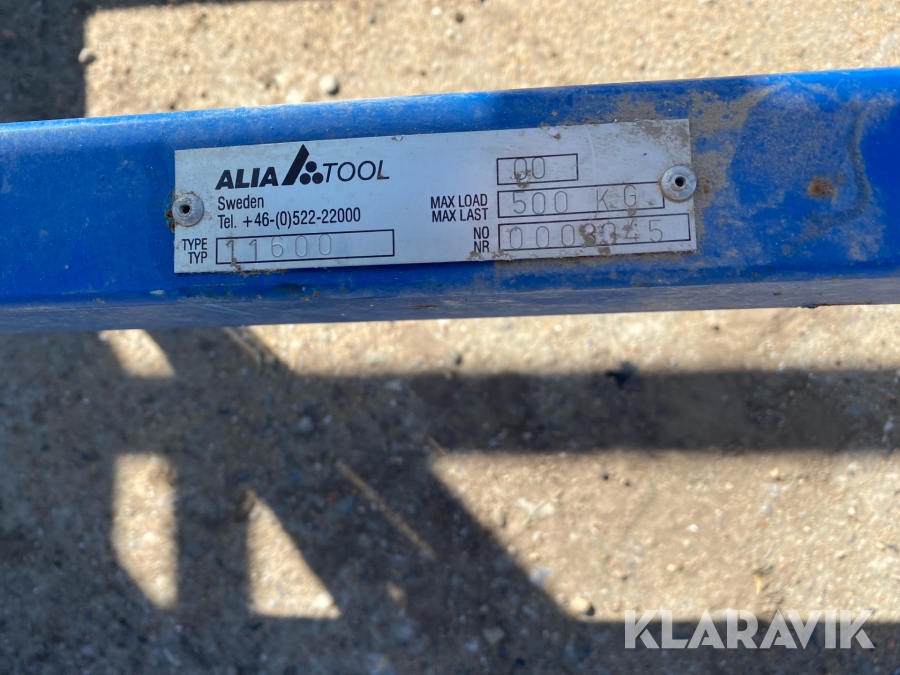 ALIA TOOL
Sweden
Tel. +46-(0)522-22000
TYPE
TYP 11600
00
MAX LOAD
MAX LAST 500 KG
NO
NR
KLARAVIK